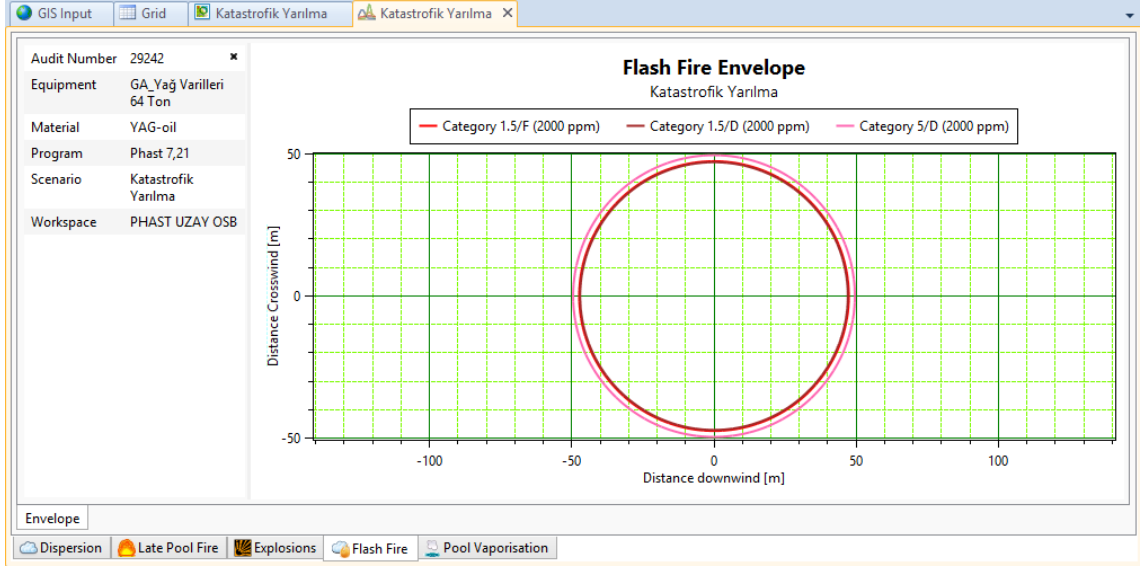 GIS Input
Grid
Katastrofik Yarılma
Katastrofik Yarılma
Audit Number 29242
Equipment GA_Yağ Varilleri
64 Ton
Material YAG-oil
Program Phast 7,21
Scenario Katastrofik
Yarılma
Workspace PHAST UZAY OSB
Flash Fire Envelope
Katastrofik Yarılma
Category 1.5/F (2000 ppm) Category 1.5/D (2000 ppm) Category 5/D (2000 ppm)
50
0
-50
Distance Crosswind [m]
-100 -50 0 50 100
Distance downwind [m]
Envelope
Dispersion Late Pool Fire Explosions Flash Fire Pool Vaporisation